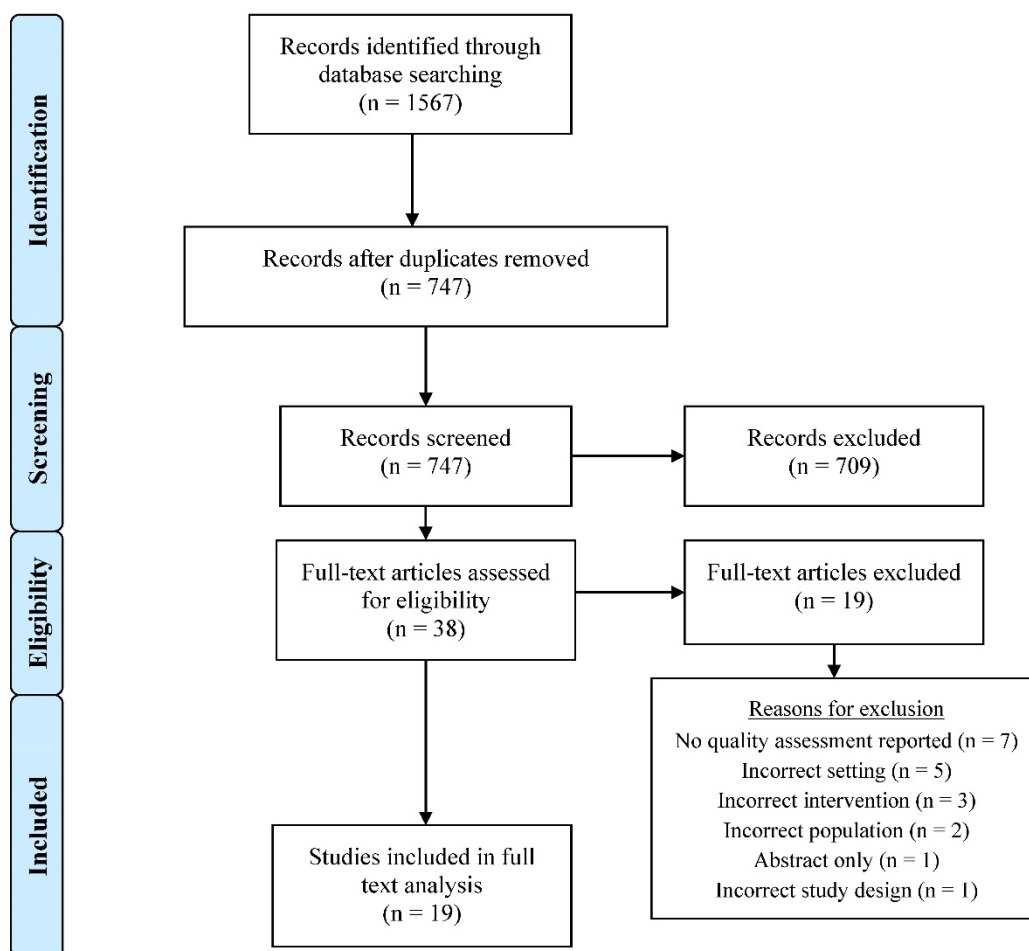 Identification
Records identified through
database searching
(n = 1567)
Records after duplicates removed
(n = 747)
Screening
Records screened
(n = 747)
Records excluded
(n = 709)
Eligibility
Full-text articles assessed
for eligibility
(n = 38)
Full-text articles excluded
(n = 19)
Reasons for exclusion
No quality assessment reported (n = 7)
Incorrect setting (n = 5)
Incorrect intervention (n = 3)
Incorrect population (n = 2)
Abstract only (n = 1)
Incorrect study design (n = 1)
Included
Studies included in full
text analysis
(n = 19)